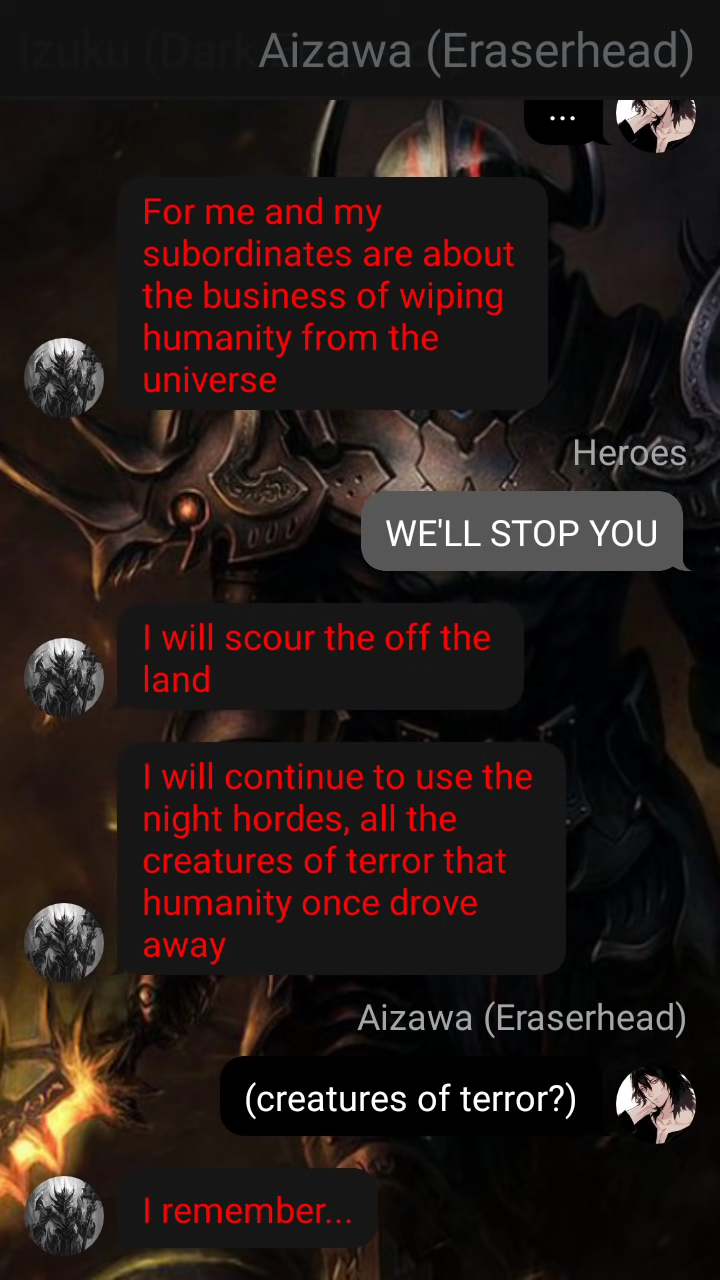 Izuku (Dark
Aizawa (Eraserhead)
...
For me and my
subordinates are about
the business of wiping
humanity from the
universe
Heroes
WE'LL STOP YOU
I will scour the off the
land
I will continue to use the
night hordes, all the
creatures of terror that
humanity once drove
away
Aizawa (Eraserhead)
(creatures of terror?)
I remember...